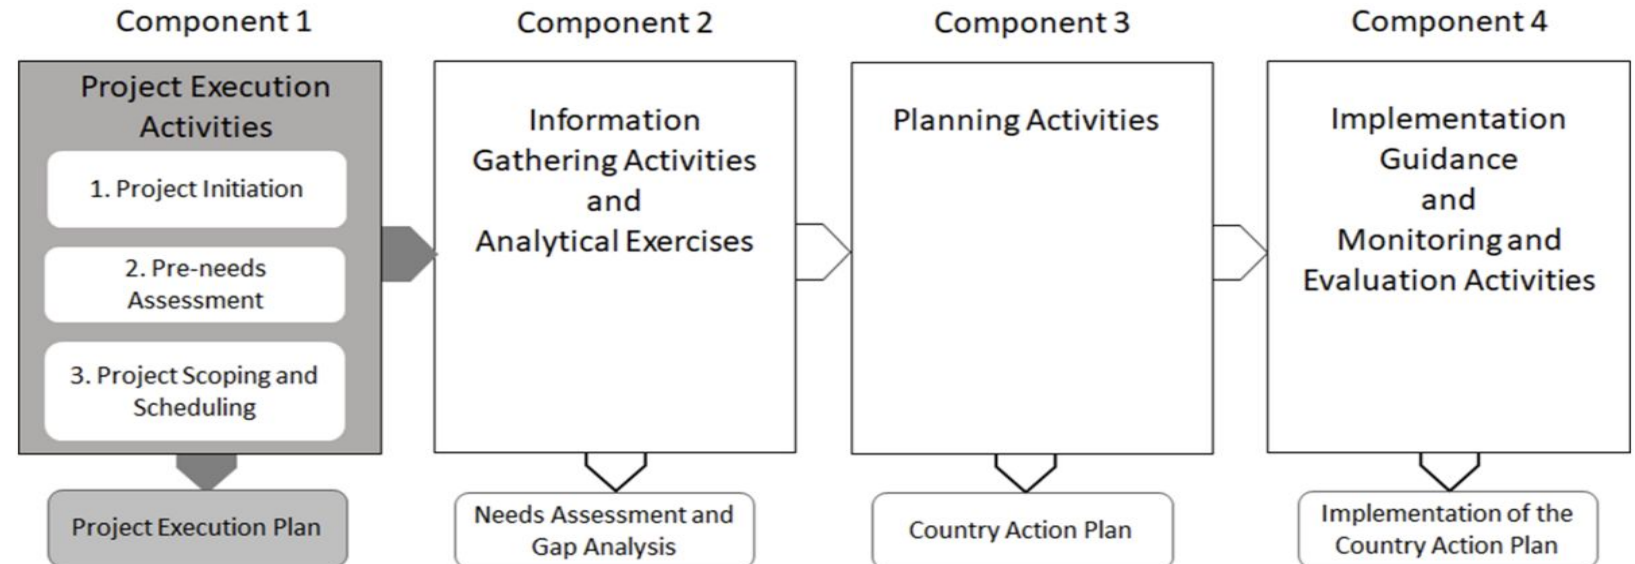 Component 1
Component 2
Component 3
Component 4
Project Execution
Activities
1. Project Initiation
2. Pre-needs
Assessment
3. Project Scoping and
Scheduling
Project Execution Plan
Information
Gathering Activities
and
Analytical Exercises
Needs Assessment and
Gap Analysis
Planning Activities
Country Action Plan
Implementation
Guidance
and
Monitoring and
Evaluation Activities
Implementation of the
Country Action Plan